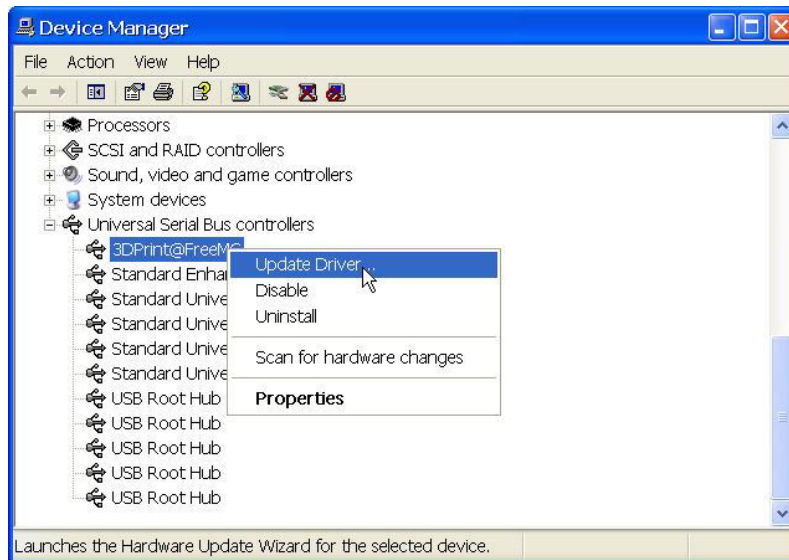 Device Manager
File Action View Help
Processors
SCSI and RAID controllers
Sound, video and game controllers
System devices
Universal Serial Bus controllers
3DPrint@FreeM
Update Driver...
Standard Enha
Disable
Standard Unive
Uninstall
Standard Unive
Standard Unive
Scan for hardware changes
Standard Unive
USB Root Hub
Properties
USB Root Hub
USB Root Hub
USB Root Hub
USB Root Hub
Launches the Hardware Update Wizard for the selected device.